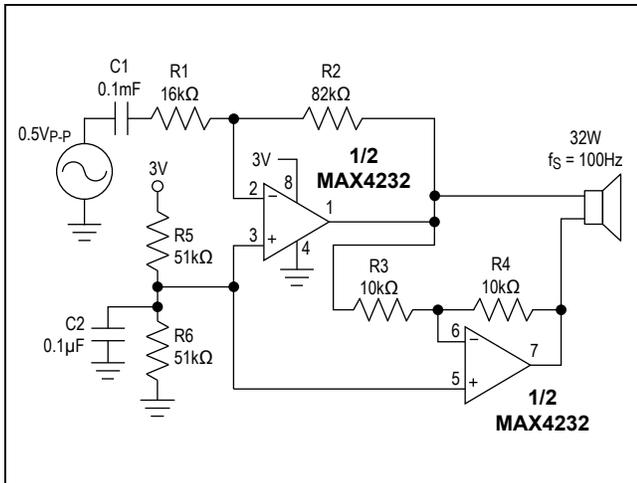 C1
0.1mF
R1
16kΩ
R2
82kΩ
0.5VP-P
3V
3V
1/2
MAX4232
32W
fS = 100Hz
8
2
−
1
3
+
4
R5
51kΩ
R3
10kΩ
R4
10kΩ
C2
0.1µF
R6
51kΩ
6
−
7
5
+
1/2
MAX4232